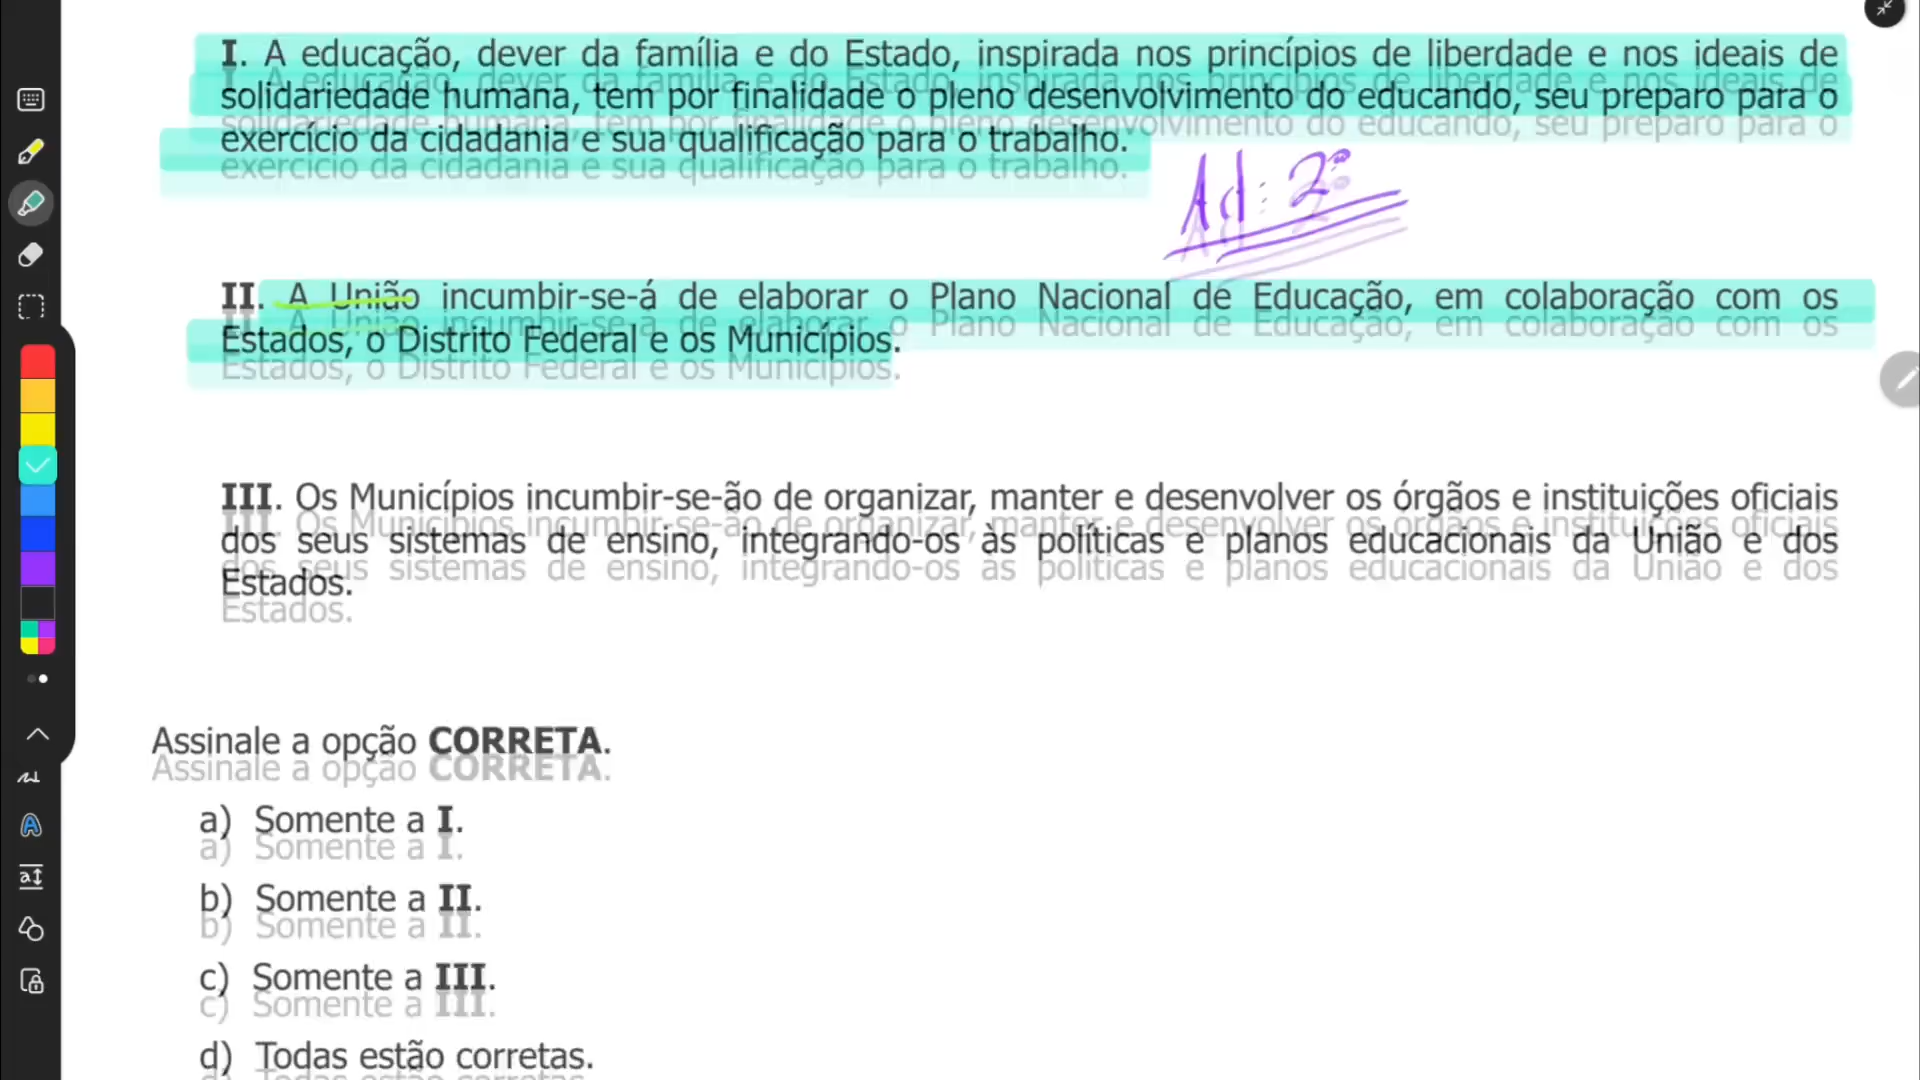 I. A educação, dever da família e do Estado, inspirada nos princípios de liberdade e nos ideais de
solidariedade humana, tem por finalidade o pleno desenvolvimento do educando, seu preparo para o
exercício da cidadania e sua qualificação para o trabalho.
Ad: 2º
II. A União incumbir-se-á de elaborar o Plano Nacional de Educação, em colaboração com os
Estados, o Distrito Federal e os Municípios.
III. Os Municípios incumbir-se-ão de organizar, manter e desenvolver os órgãos e instituições oficiais
dos seus sistemas de ensino, integrando-os às políticas e planos educacionais da União e dos
Estados.
Assinale a opção CORRETA.
a) Somente a I.
b) Somente a II.
c) Somente a III.
d) Todas estão corretas.